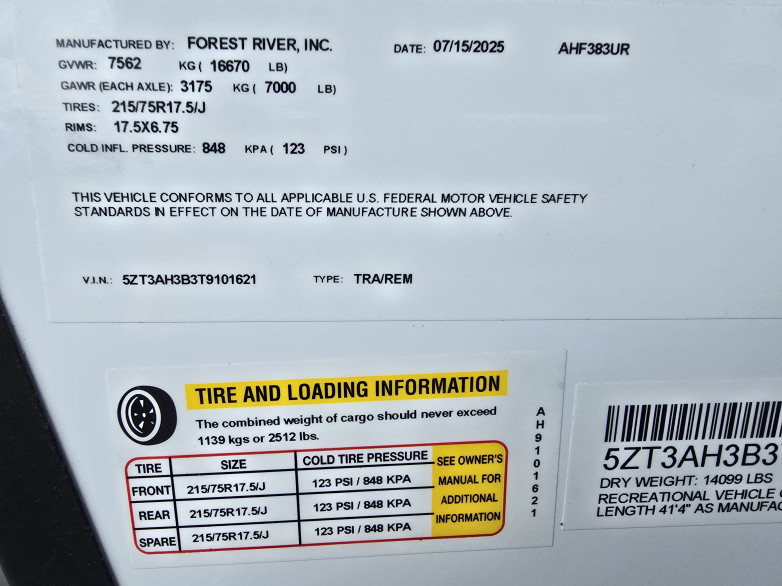 MANUFACTURED BY: FOREST RIVER, INC. DATE: 07/15/2025 AHF383UR
GVWR: 7562 KG ( 16670 LB)
GAWR (EACH AXLE): 3175 KG ( 7000 LB)
TIRES: 215/75R17.5/J
RIMS: 17.5X6.75
COLD INFL. PRESSURE: 848 KPA ( 123 PSI )
THIS VEHICLE CONFORMS TO ALL APPLICABLE U.S. FEDERAL MOTOR VEHICLE SAFETY
STANDARDS IN EFFECT ON THE DATE OF MANUFACTURE SHOWN ABOVE.
V.I.N.: 5ZT3AH3B3T9101621 TYPE: TRA/REM
TIRE AND LOADING INFORMATION
The combined weight of cargo should never exceed
1139 kgs or 2512 lbs.
TIRE SIZE COLD TIRE PRESSURE SEE OWNER'S
FRONT 215/75R17.5/J 123 PSI / 848 KPA MANUAL FOR
REAR 215/75R17.5/J 123 PSI / 848 KPA ADDITIONAL
SPARE 215/75R17.5/J 123 PSI / 848 KPA INFORMATION
AH9101621
5ZT3AH3B3
DRY WEIGHT: 14099 LBS
RECREATIONAL VEHICLE
LENGTH 41'4" AS MANUFAC